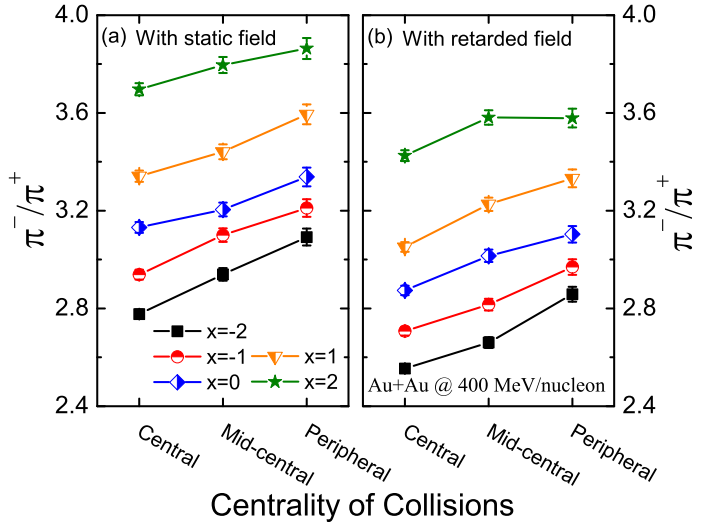 (a) With static field
(b) With retarded field
4.0
3.6
3.2
2.8
2.4
π⁻/π⁺
x=-2
x=-1
x=1
x=0
x=2
Au+Au @ 400 MeV/nucleon
4.0
3.6
3.2
2.8
2.4
π⁻/π⁺
Central
Mid-central
Peripheral
Central
Mid-central
Peripheral
Centrality of Collisions